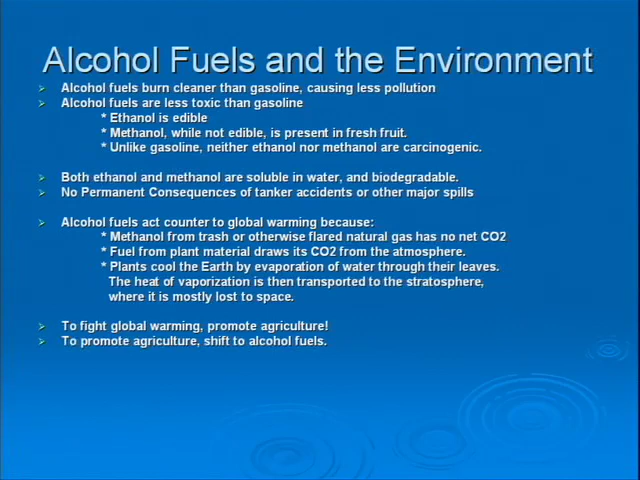 Alcohol Fuels and the Environment
Alcohol fuels burn cleaner than gasoline, causing less pollution
Alcohol fuels are less toxic than gasoline
* Ethanol is edible
* Methanol, while not edible, is present in fresh fruit.
* Unlike gasoline, neither ethanol nor methanol are carcinogenic.
Both ethanol and methanol are soluble in water, and biodegradable.
No Permanent Consequences of tanker accidents or other major spills
Alcohol fuels act counter to global warming because:
* Methanol from trash or otherwise flared natural gas has no net CO2
* Fuel from plant material draws its CO2 from the atmosphere.
* Plants cool the Earth by evaporation of water through their leaves.
The heat of vaporization is then transported to the stratosphere,
where it is mostly lost to space.
To fight global warming, promote agriculture!
To promote agriculture, shift to alcohol fuels.